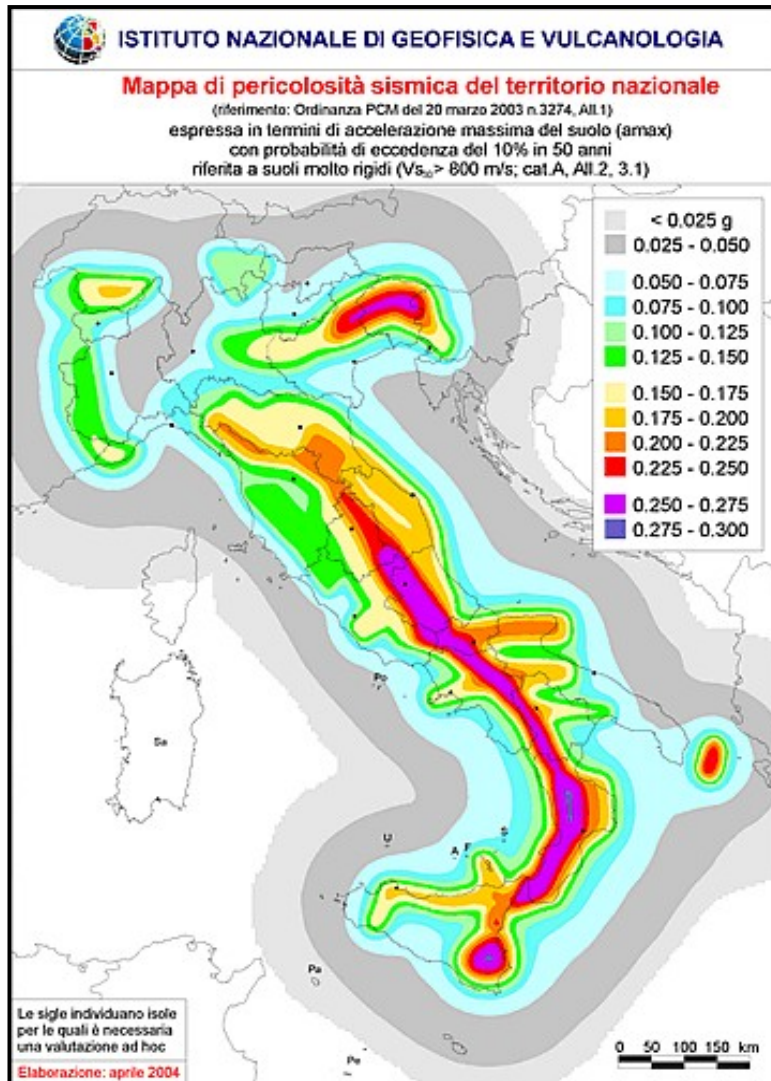 ISTITUTO NAZIONALE DI GEOFISICA E VULCANOLOGIA
Mappa di pericolosità sismica del territorio nazionale
(riferimento: Ordinanza PCM del 20 marzo 2003 n.3274, All.1)
espressa in termini di accelerazione massima del suolo (amax)
con probabilità di eccedenza del 10% in 50 anni
riferita a suoli molto rigidi (Vs₃₀> 800 m/s; cat.A, All.2, 3.1)
< 0.025 g
0.025 - 0.050
0.050 - 0.075
0.075 - 0.100
0.100 - 0.125
0.125 - 0.150
0.150 - 0.175
0.175 - 0.200
0.200 - 0.225
0.225 - 0.250
0.250 - 0.275
0.275 - 0.300
Po
Sa
U
A
F
S
Pa
Pe
Le sigle individuano isole
per le quali è necessaria
una valutazione ad hoc
Elaborazione: aprile 2004
0 50 100 150 km